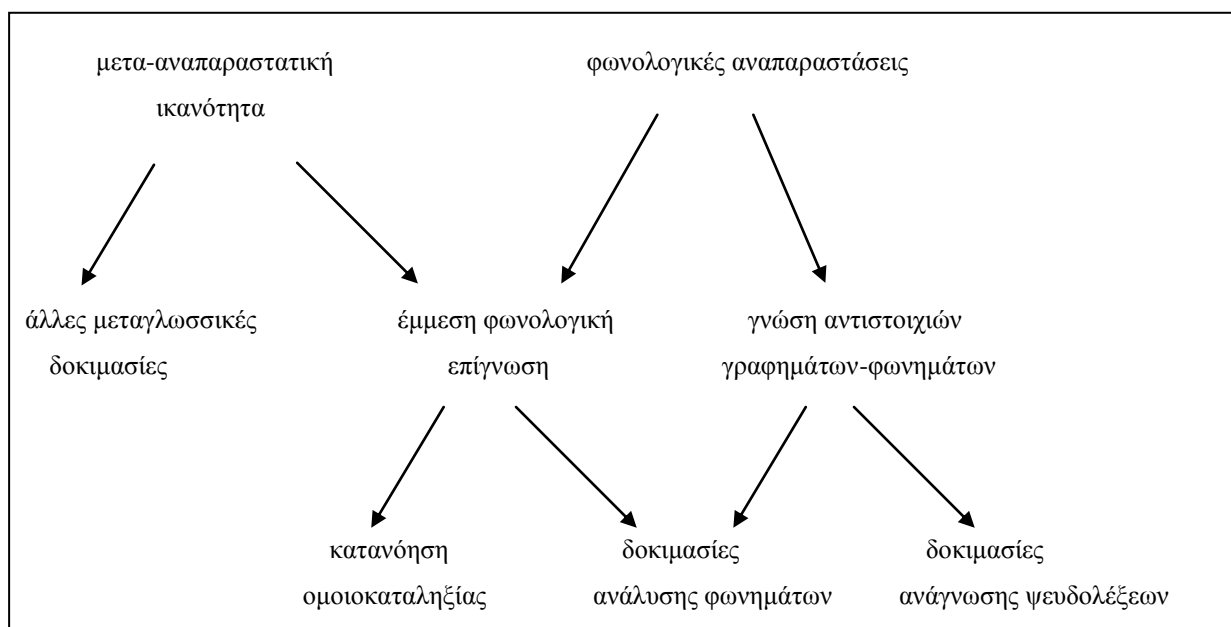 μετα-αναπαραστατική
ικανότητα
φωνολογικές αναπαραστάσεις
άλλες μεταγλωσσικές
δοκιμασίες
έμμεση φωνολογική
επίγνωση
γνώση αντιστοιχιών
γραφημάτων-φωνημάτων
κατανόηση
ομοιοκαταληξίας
δοκιμασίες
ανάλυσης φωνημάτων
δοκιμασίες
ανάγνωσης ψευδολέξεων